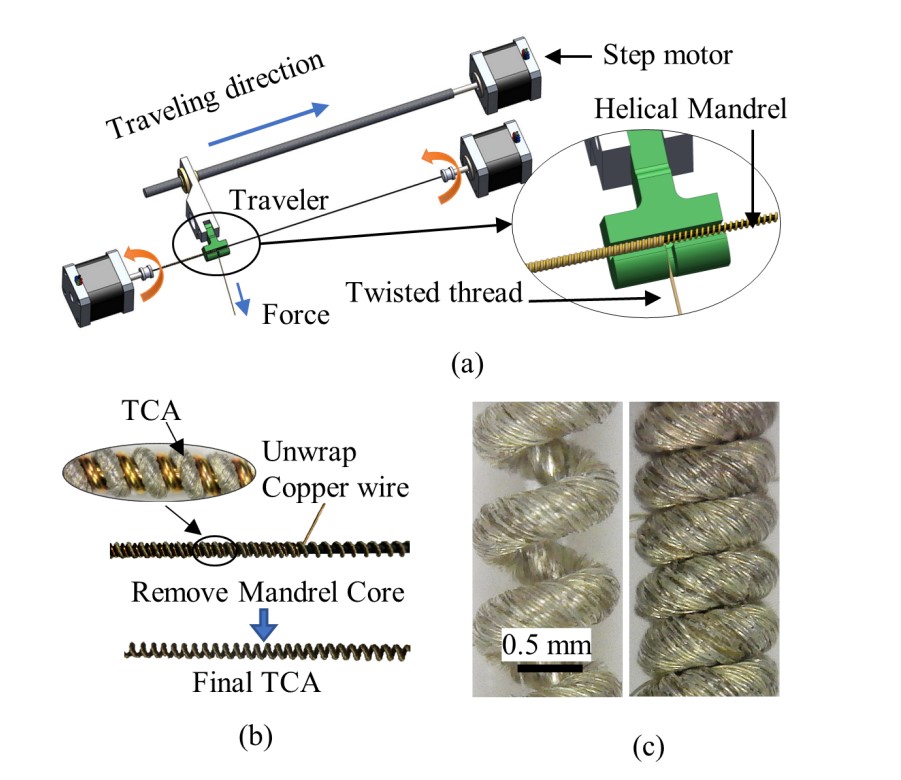 Step motor
Traveling direction
Helical Mandrel
Traveler
Twisted thread
Force
(a)
TCA
Unwrap
Copper wire
Remove Mandrel Core
Final TCA
(b)
0.5 mm
(c)